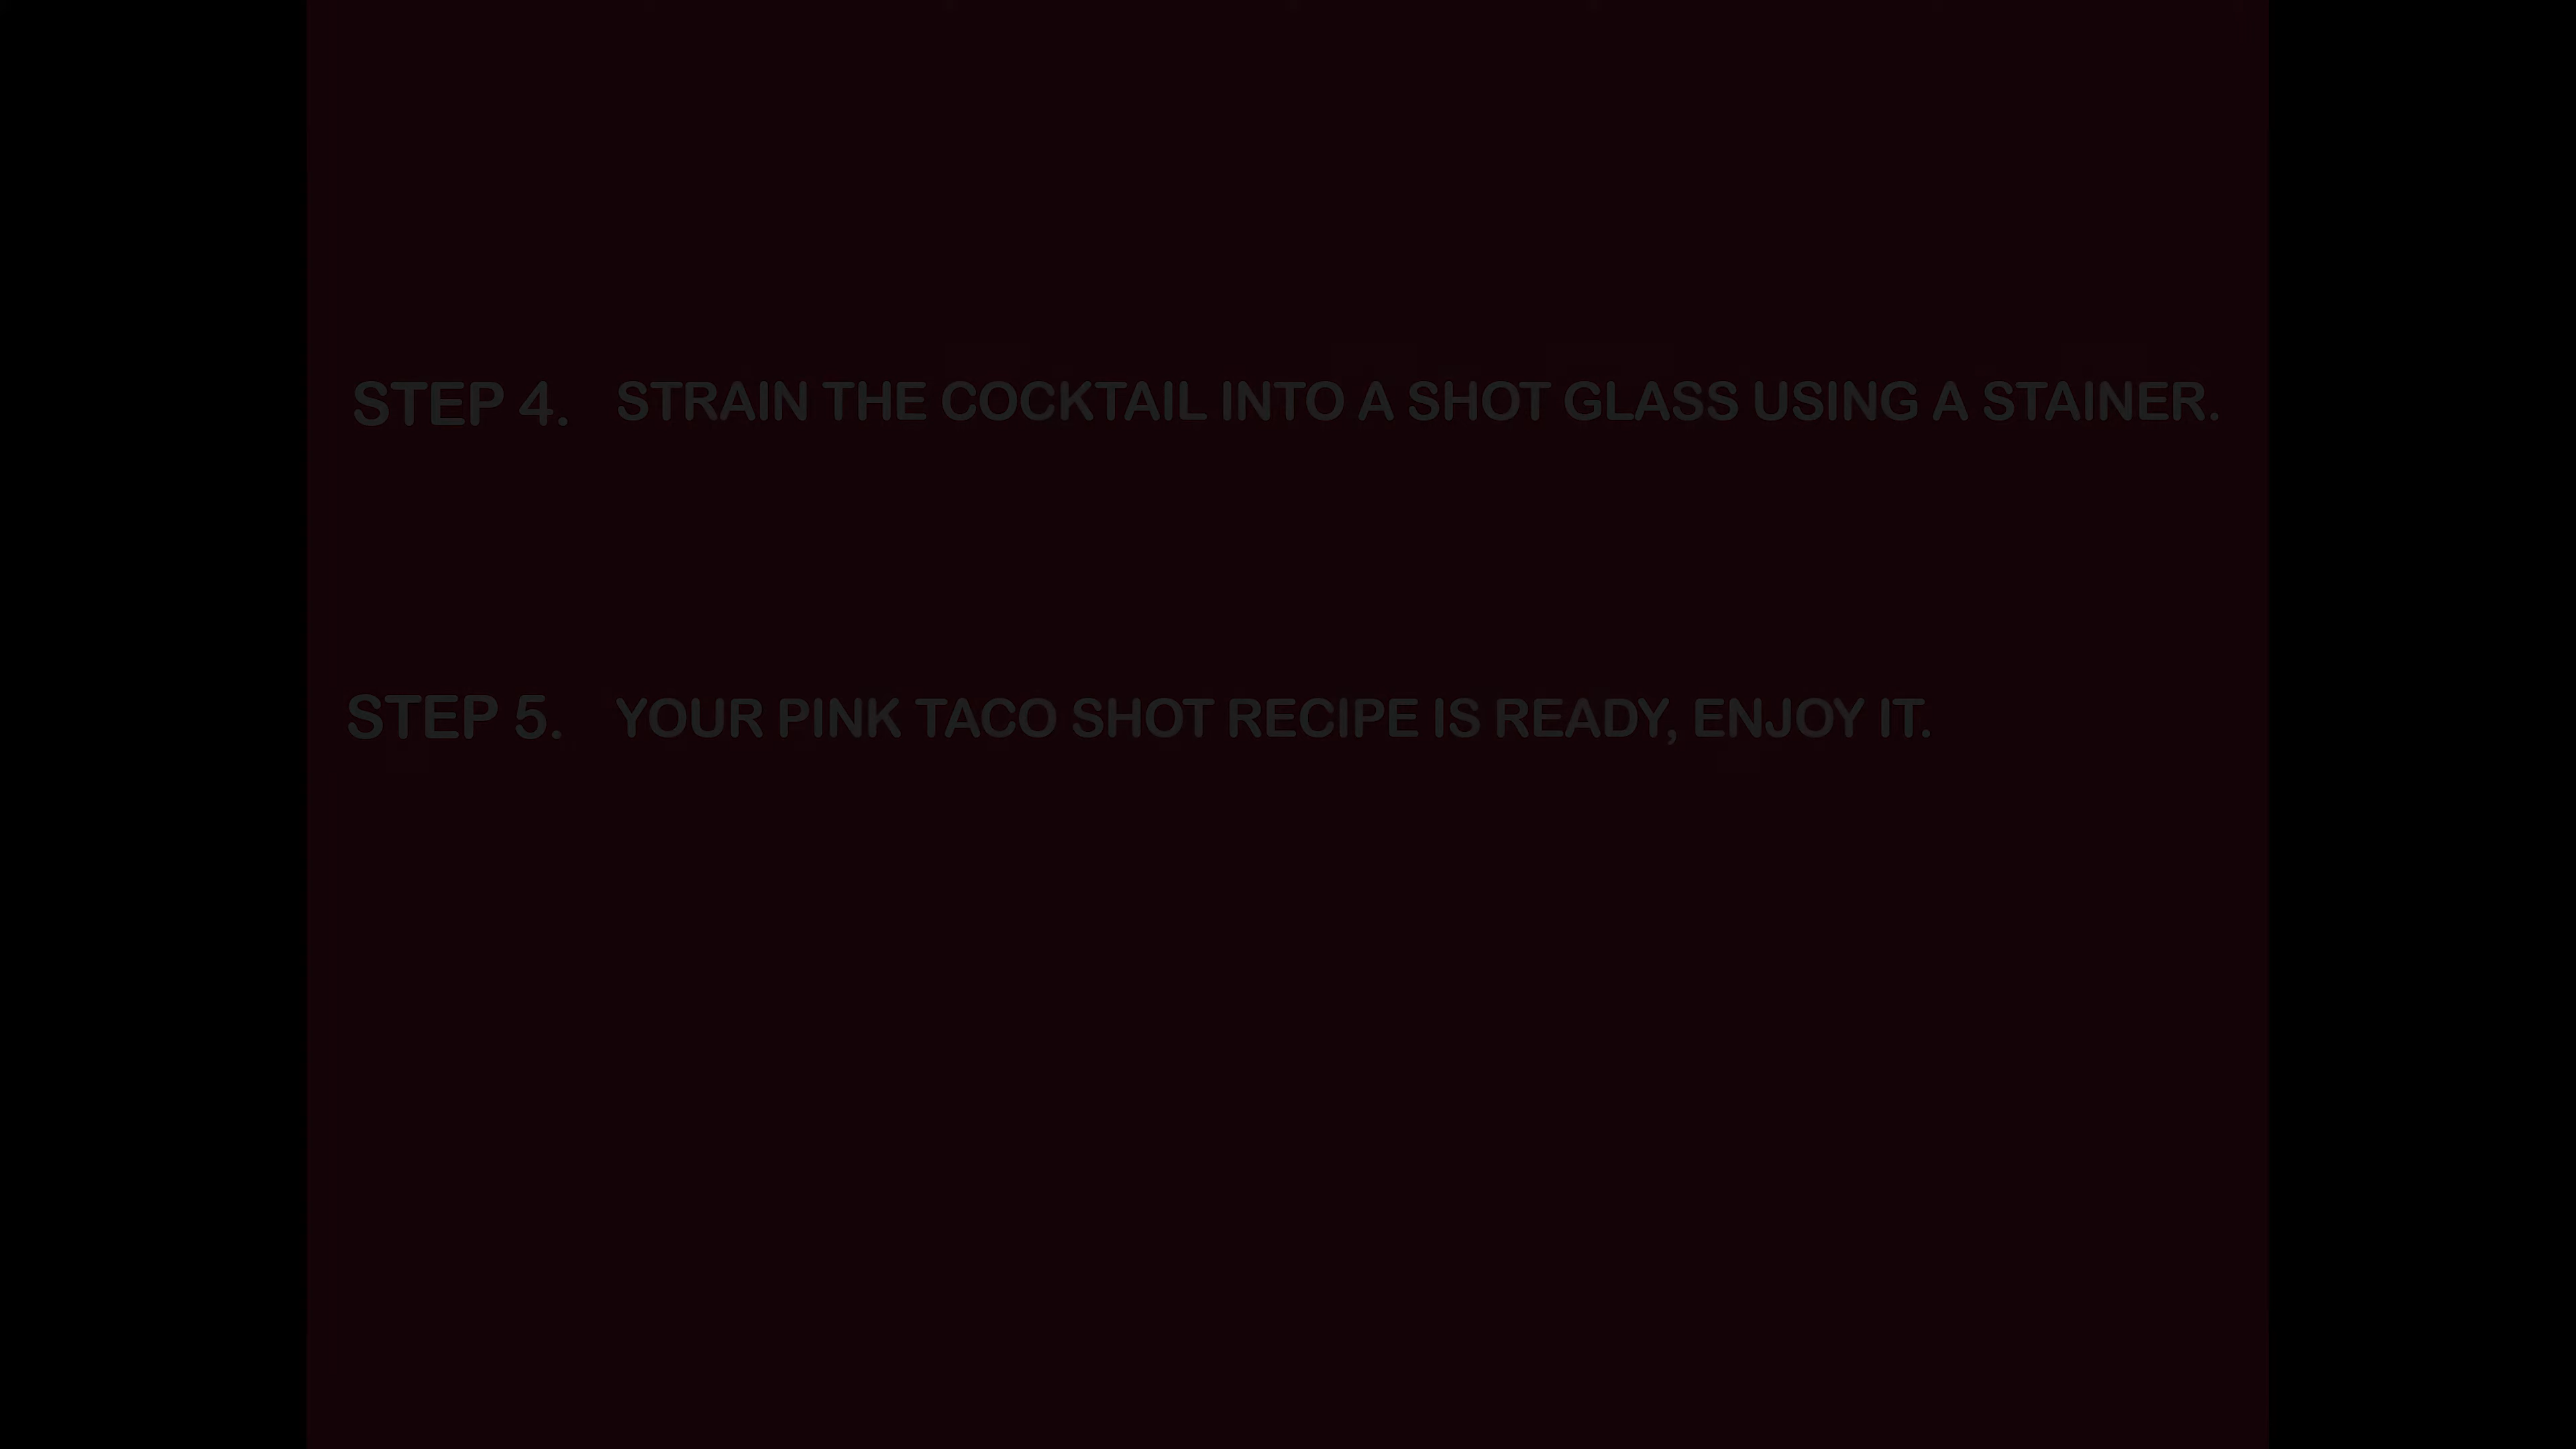 STEP 4. STRAIN THE COCKTAIL INTO A SHOT GLASS USING A STAINER.
STEP 5. YOUR PINK TACO SHOT RECIPE IS READY, ENJOY IT.